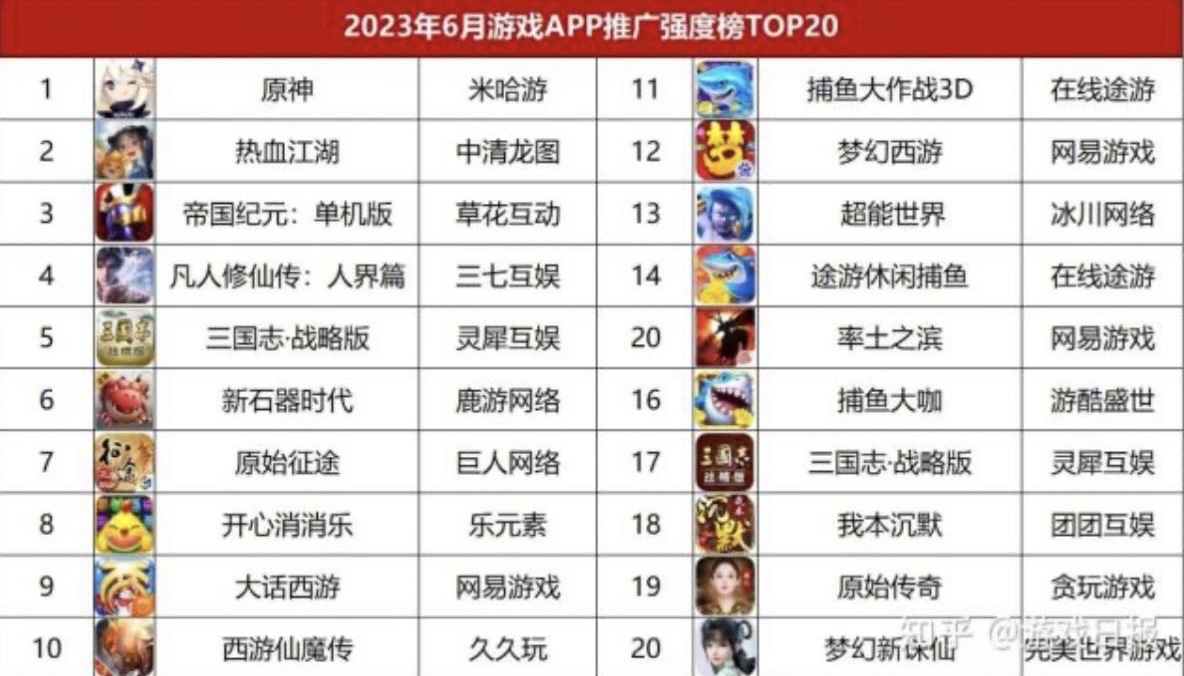 2023年6月游戏APP推广强度榜TOP20
1 原神 米哈游 11 捕鱼大作战3D 在线途游
2 热血江湖 中清龙图 12 梦幻西游 网易游戏
3 帝国纪元：单机版 草花互动 13 超能世界 冰川网络
4 凡人修仙传：人界篇 三七互娱 14 途游休闲捕鱼 在线途游
5 三国志·战略版 灵犀互娱 20 率土之滨 网易游戏
6 新石器时代 鹿游网络 16 捕鱼大咖 游酷盛世
7 原始征途 巨人网络 17 三国志·战略版 灵犀互娱
8 开心消消乐 乐元素 18 我本沉默 团团互娱
9 大话西游 网易游戏 19 原始传奇 贪玩游戏
10 西游仙魔传 久久玩 20 梦幻新诛仙 完美世界游戏
知乎 @游戏日报